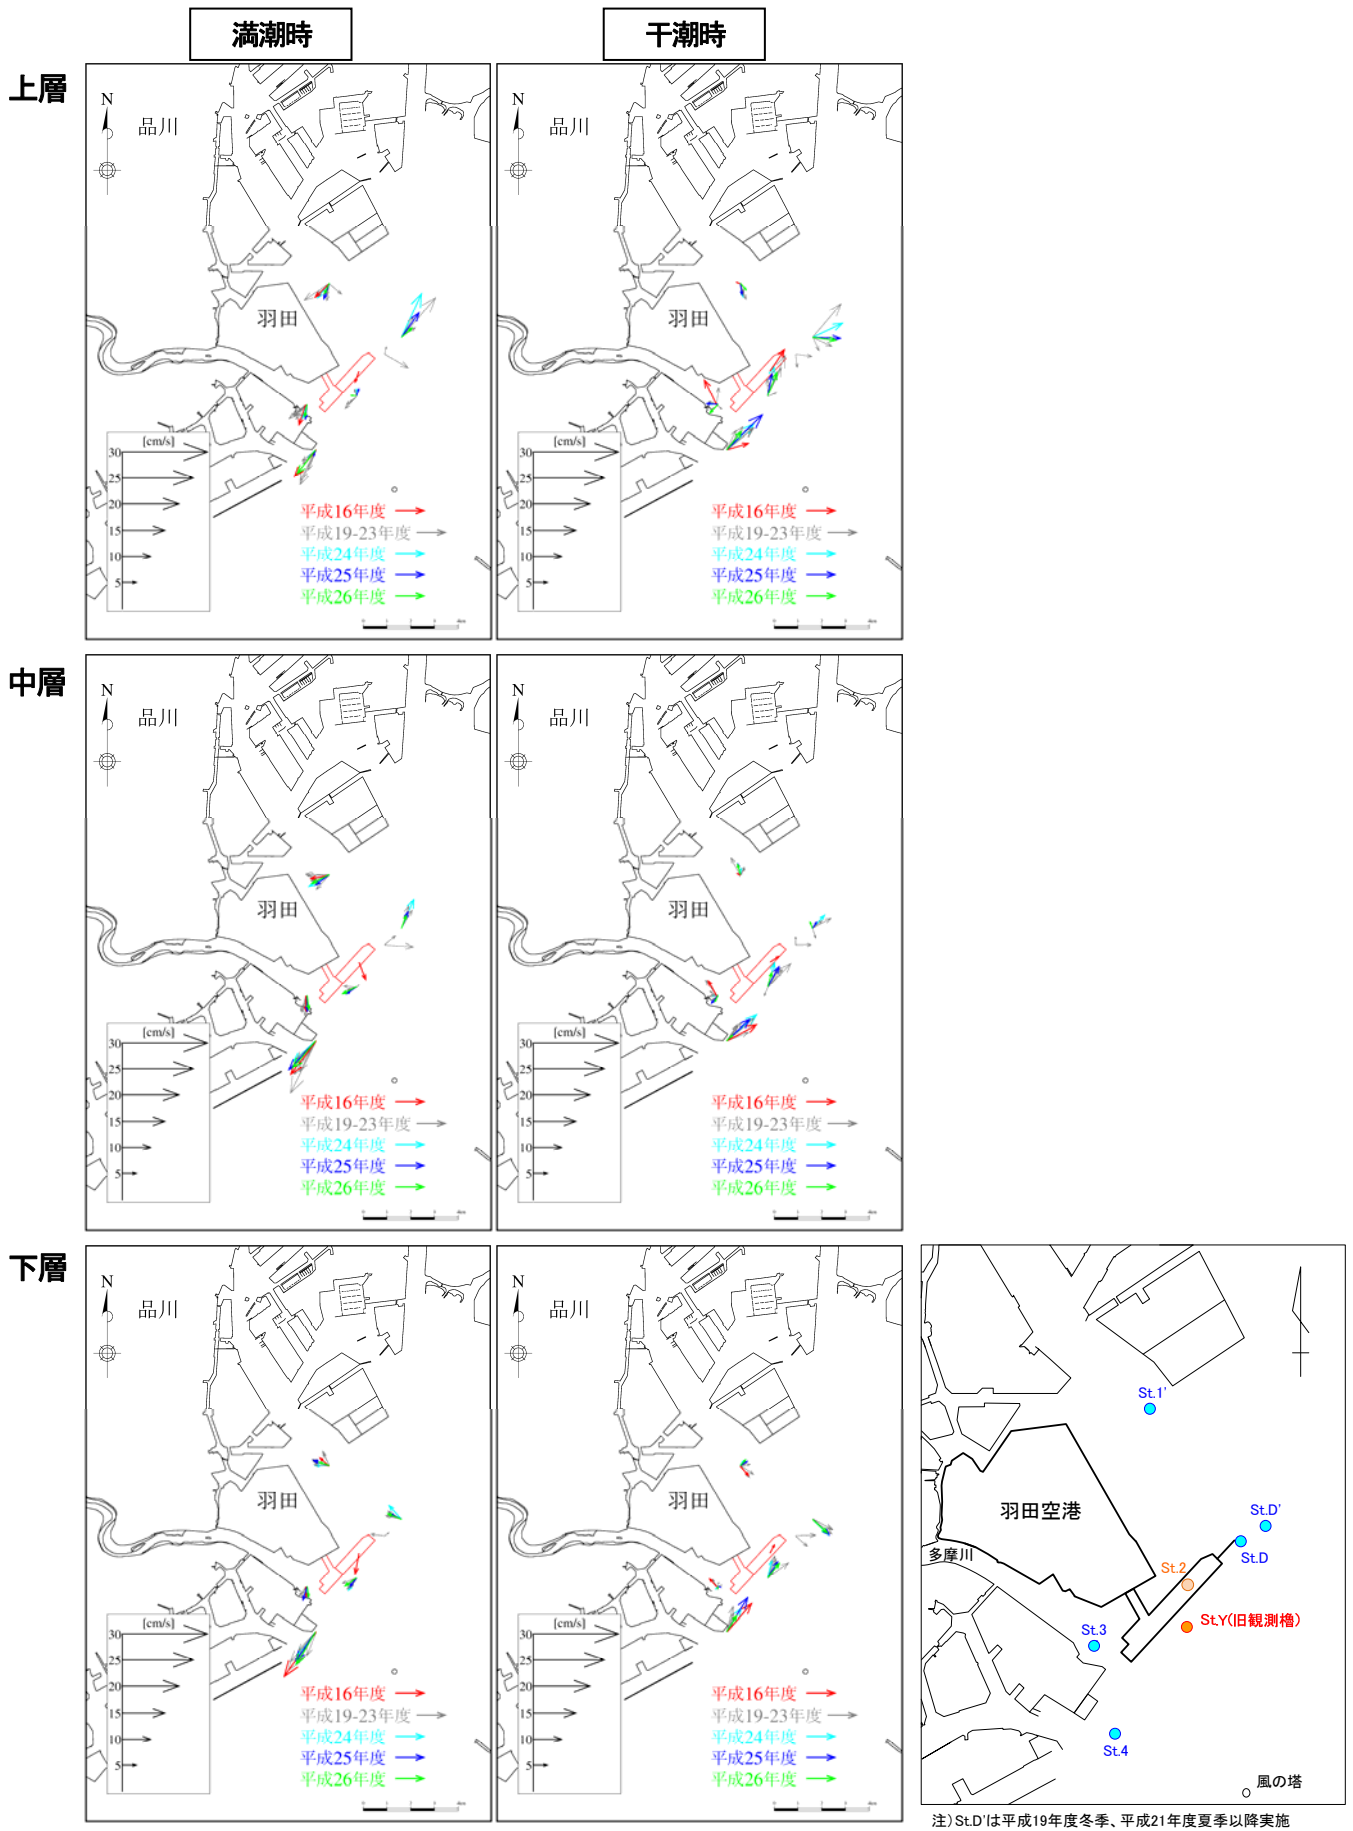 満潮時
干潮時
上層
N
品川
羽田
[cm/s]
30
25
20
15
10
5
平成16年度
平成19-23年度
平成24年度
平成25年度
平成26年度
N
品川
羽田
[cm/s]
30
25
20
15
10
5
平成16年度
平成19-23年度
平成24年度
平成25年度
平成26年度
中層
N
品川
羽田
[cm/s]
30
25
20
15
10
5
平成16年度
平成19-23年度
平成24年度
平成25年度
平成26年度
N
品川
羽田
[cm/s]
30
25
20
15
10
5
平成16年度
平成19-23年度
平成24年度
平成25年度
平成26年度
下層
N
品川
羽田
[cm/s]
30
25
20
15
10
5
平成16年度
平成19-23年度
平成24年度
平成25年度
平成26年度
N
品川
羽田
[cm/s]
30
25
20
15
10
5
平成16年度
平成19-23年度
平成24年度
平成25年度
平成26年度
St.1'
羽田空港
St.D'
St.D
多摩川
St.2
St.Y(旧観測櫓)
St.3
St.4
風の塔
注)St.D'は平成19年度冬季、平成21年度夏季以降実施